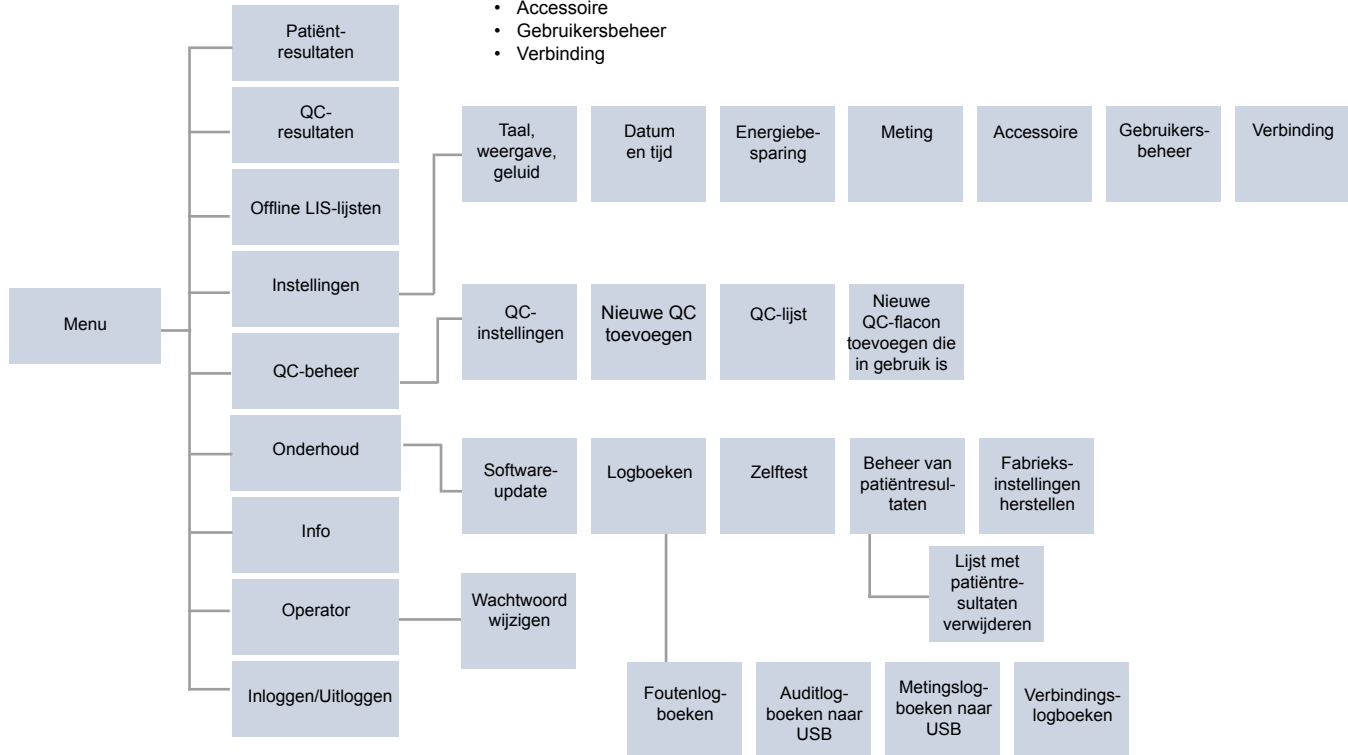 • Accessoire
• Gebruikersbeheer
• Verbinding
Patiënt-
resultaten
QC-
resultaten
Taal,
weergave,
geluid
Datum
en tijd
Energiebe-
sparing
Meting
Accessoire
Gebruikers-
beheer
Verbinding
Offline LIS-lijsten
Instellingen
Menu
QC-
instellingen
Nieuwe QC
toevoegen
QC-lijst
Nieuwe
QC-flacon
toevoegen die
in gebruik is
QC-beheer
Onderhoud
Software-
update
Logboeken
Zelftest
Beheer van
patiëntresul-
taten
Fabrieks-
instellingen
herstellen
Info
Lijst met
patiëntre-
sultaten
verwijderen
Operator
Wachtwoord
wijzigen
Inloggen/Uitloggen
Foutenlog-
boeken
Auditlog-
boeken naar
USB
Metingslog-
boeken naar
USB
Verbindings-
logboeken